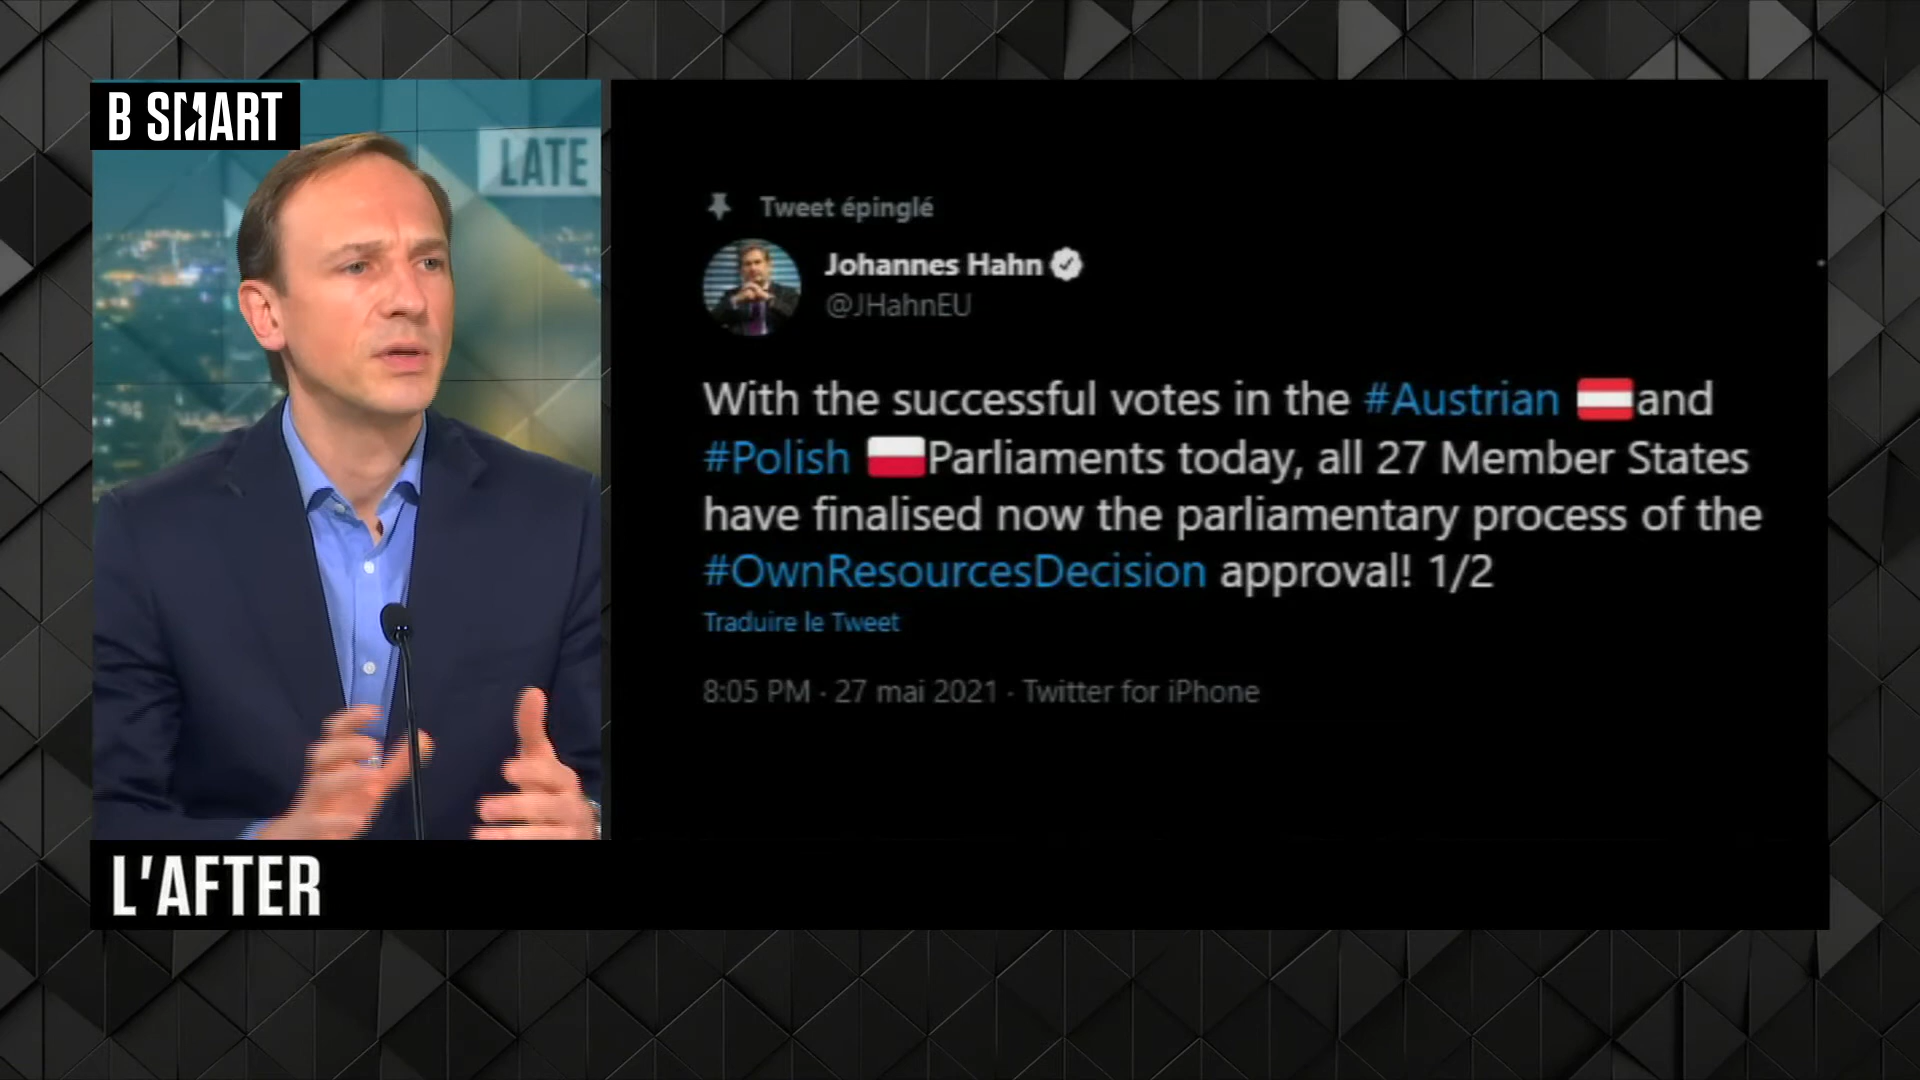 B SMART
LATE
Tweet épinglé
Johannes Hahn
@JHahnEU
With the successful votes in the #Austrian 🇦🇹and
#Polish 🇵🇱Parliaments today, all 27 Member States
have finalised now the parliamentary process of the
#OwnResourcesDecision approval! 1/2
Traduire le Tweet
8:05 PM · 27 mai 2021 · Twitter for iPhone
L'AFTER